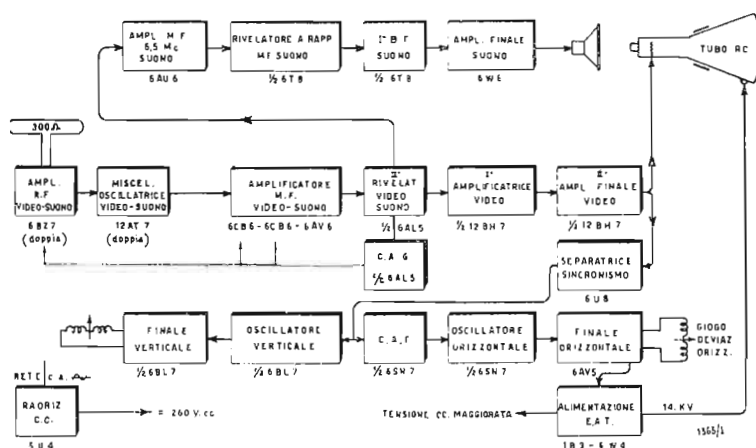 AMPL. M F
6,5 Mc
SUONO
6AU6
RIVELATORE A RAPP
MF SUONO
½ 6T8
I° B F
SUONO
½ 6T8
AMPL. FINALE
SUONO
6W6
TUBO RC
300Ω
AMPL.
R.F
VIDEO-SUONO
6BZ7
(doppia)
MISCEL.
OSCILLATRICE
VIDEO-SUONO
12AT7
(doppia)
AMPLIFICATORE
M.F.
VIDEO-SUONO
6CB6-6CB6-6AV6
II°
RIVELAT
VIDEO
SUONO
½ 6AL5
I°
AMPLIFICATRICE
VIDEO
½ 12BH7
II°
AMPL. FINALE
VIDEO
½ 12BH7
C.A.G
½ 6AL5
SEPARATRICE
SINCRONISMO
6U8
FINALE
VERTICALE
½ 6BL7
OSCILLATORE
VERTICALE
½ 6BL7
C.A.F
½ 6SN7
OSCILLATORE
ORIZZONTALE
½ 6SN7
FINALE
ORIZZONTALE
6AV5
GIOGO
DEVIAZ
ORIZZ.
RETE C.A.
RADRIZ
C.C.
5U4
= 260 V. cc
TENSIONE CC. MAGGIORATA
ALIMENTAZIONE
E.A.T.
1B3-6W4
14. KV
1363/1